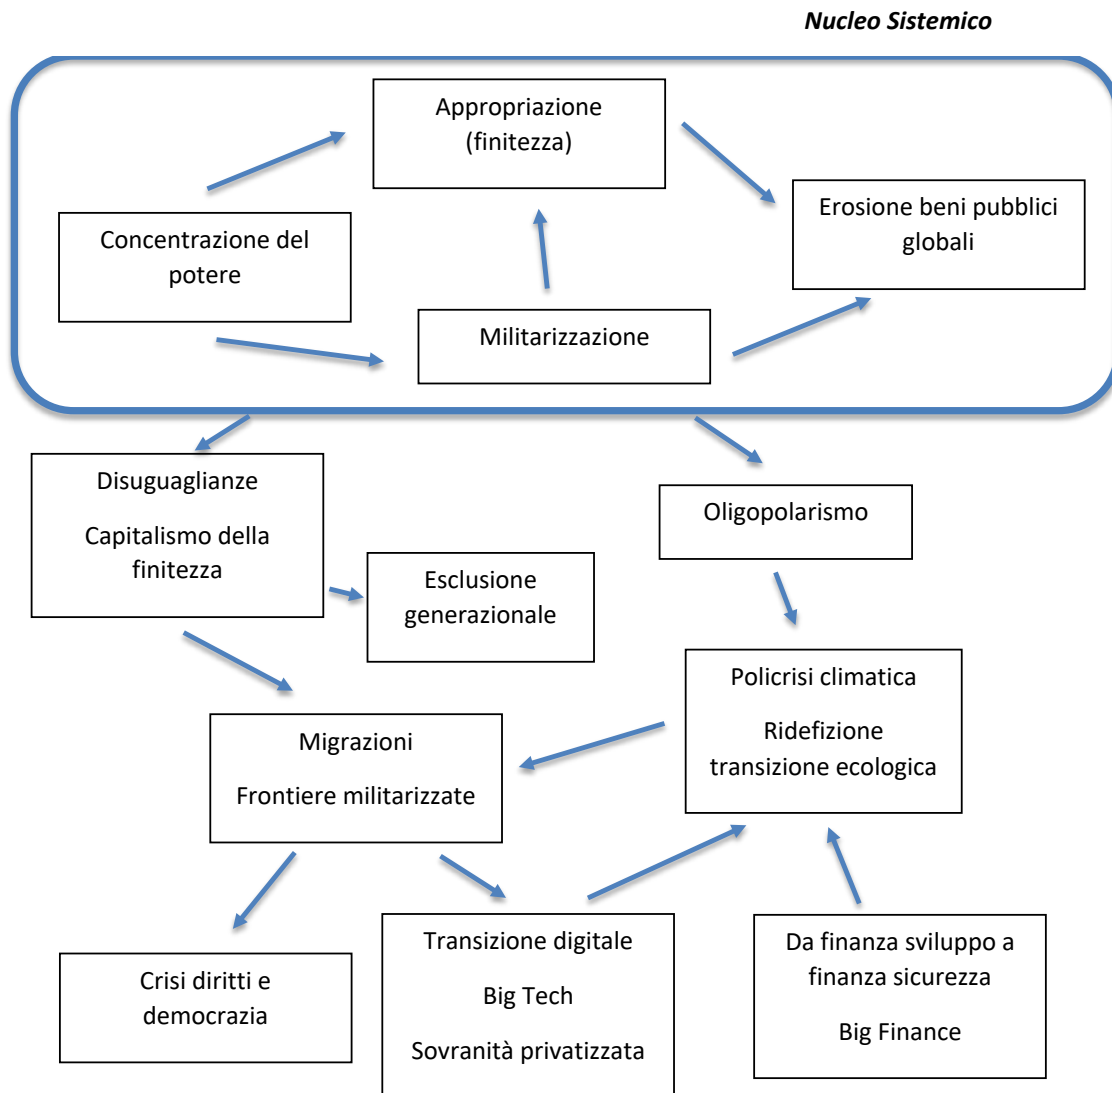 Nucleo Sistemico
Appropriazione
(finitezza)
Erosione beni pubblici
globali
Concentrazione del
potere
Militarizzazione
Disuguaglianze
Capitalismo della
finitezza
Oligopolarismo
Esclusione
generazionale
Policrisi climatica
Ridefizione
transizione ecologica
Migrazioni
Frontiere militarizzate
Transizione digitale
Big Tech
Sovranità privatizzata
Da finanza sviluppo a
finanza sicurezza
Big Finance
Crisi diritti e
democrazia